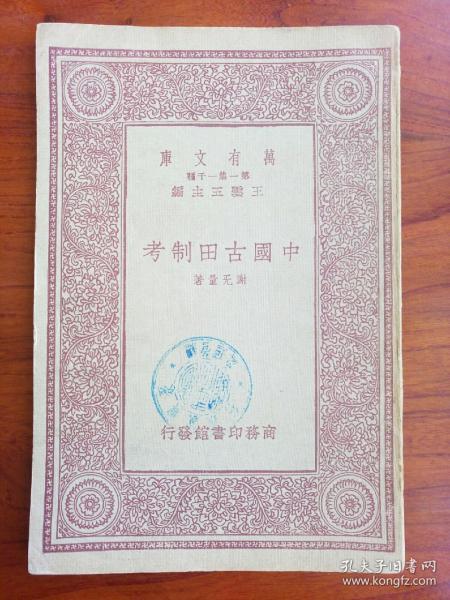 萬有文庫
第一集一千種
王雲五主編
中國古田制考
謝无量著
商務印書館發行
孔夫子旧书网
www.kongfz.com